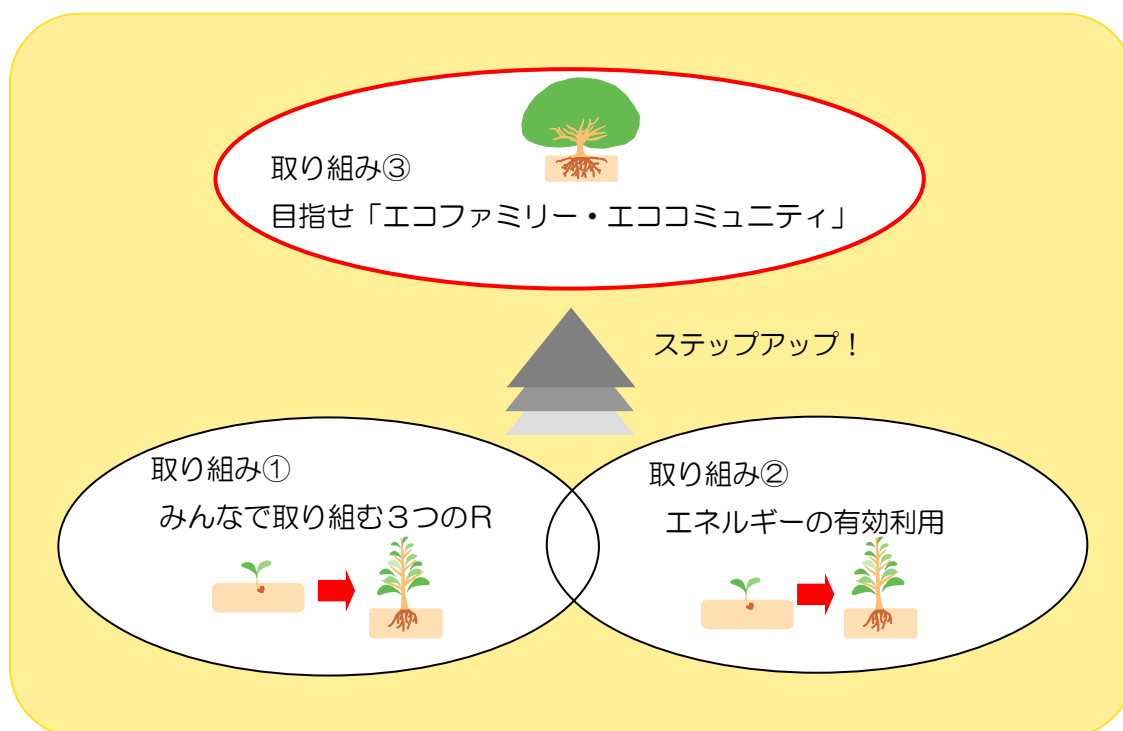 取り組み③
目指せ「エコファミリー・エココミュニティ」
ステップアップ！
取り組み①
みんなで取り組む３つのＲ
取り組み②
エネルギーの有効利用